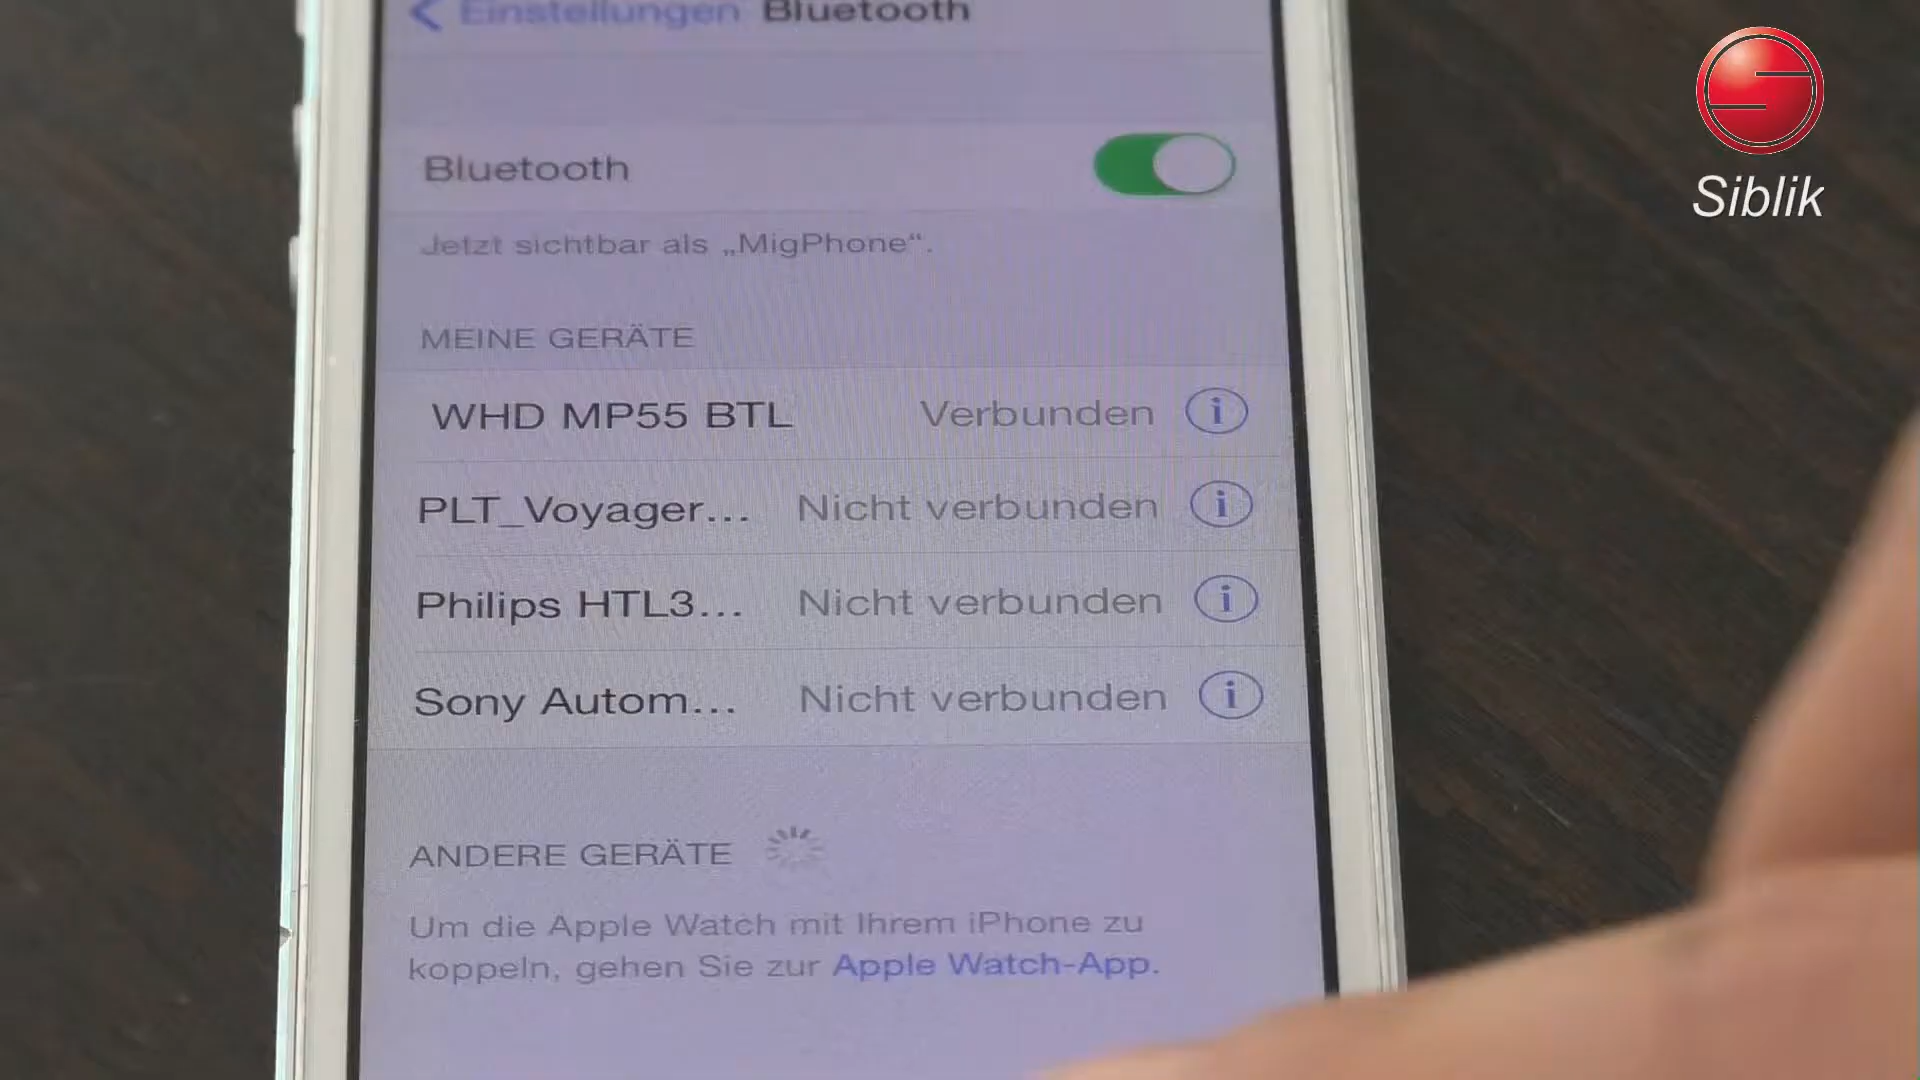 Einstellungen Bluetooth
Siblik
Bluetooth
Jetzt sichtbar als „MigPhone“.
MEINE GERÄTE
WHD MP55 BTL Verbunden
PLT_Voyager... Nicht verbunden
Philips HTL3... Nicht verbunden
Sony Autom... Nicht verbunden
ANDERE GERÄTE
Um die Apple Watch mit Ihrem iPhone zu
koppeln, gehen Sie zur Apple Watch-App.